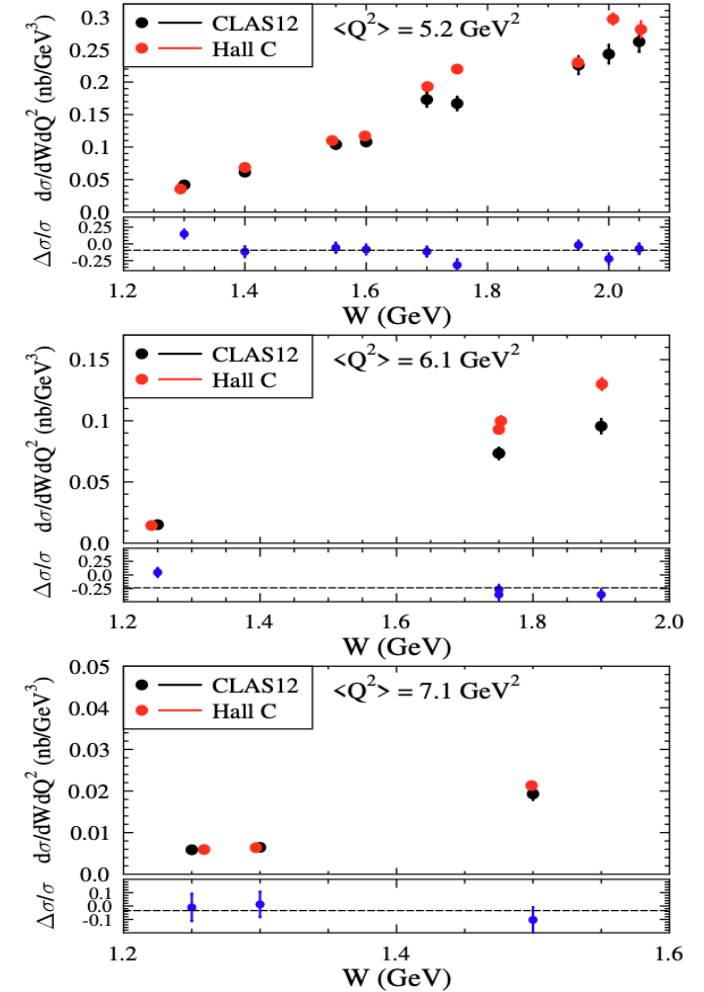 CLAS12
Hall C
<Q²> = 5.2 GeV²
dσ/dWdQ² (nb/GeV³)
0.3
0.25
0.2
0.15
0.1
0.05
0.0
Δσ/σ
0.25
0.0
-0.25
1.2 1.4 1.6 1.8 2.0
W (GeV)
CLAS12
Hall C
<Q²> = 6.1 GeV²
dσ/dWdQ² (nb/GeV³)
0.15
0.1
0.05
0.0
Δσ/σ
0.25
0.0
-0.25
1.2 1.4 1.6 1.8 2.0
W (GeV)
CLAS12
Hall C
<Q²> = 7.1 GeV²
dσ/dWdQ² (nb/GeV³)
0.05
0.04
0.03
0.02
0.01
0.0
Δσ/σ
0.1
0.0
-0.1
1.2 1.4 1.6
W (GeV)